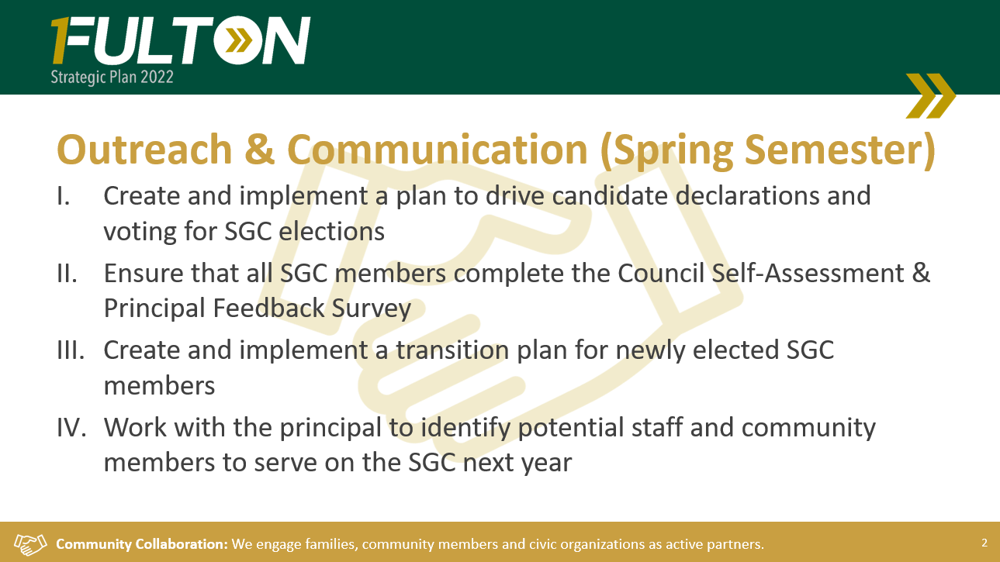 1FULTON
Strategic Plan 2022
Outreach & Communication (Spring Semester)
I. Create and implement a plan to drive candidate declarations and
voting for SGC elections
II. Ensure that all SGC members complete the Council Self-Assessment &
Principal Feedback Survey
III. Create and implement a transition plan for newly elected SGC
members
IV. Work with the principal to identify potential staff and community
members to serve on the SGC next year
Community Collaboration: We engage families, community members and civic organizations as active partners.
2